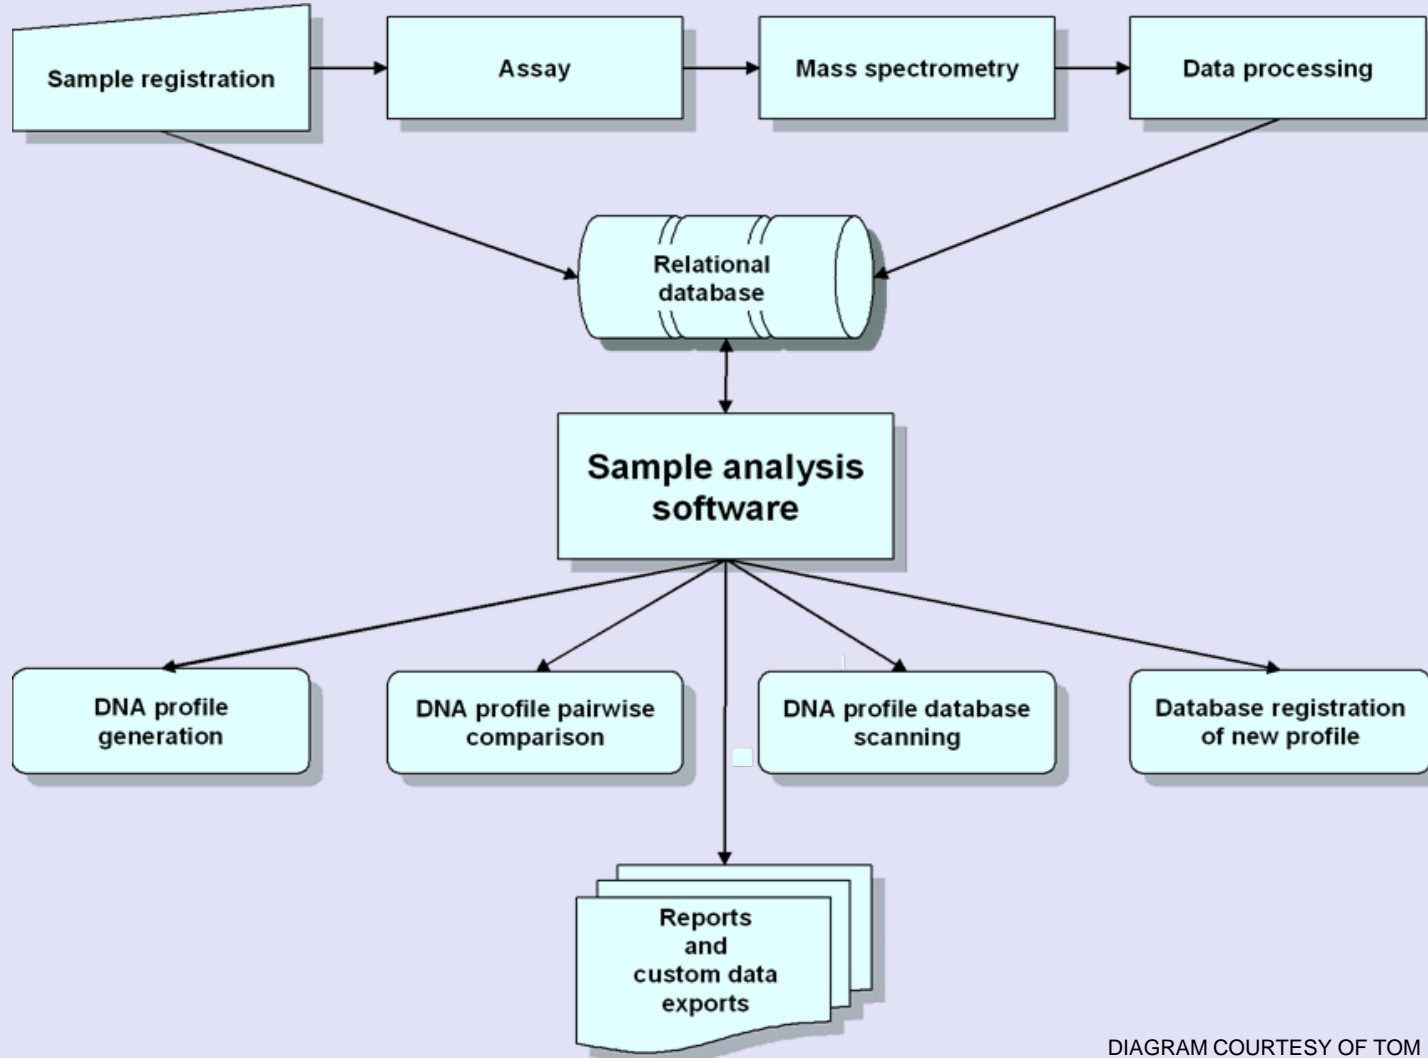 Sample registration
Assay
Mass spectrometry
Data processing
Relational
database
Sample analysis
software
DNA profile
generation
DNA profile pairwise
comparison
DNA profile database
scanning
Database registration
of new profile
Reports
and
custom data
exports
DIAGRAM COURTESY OF TOM